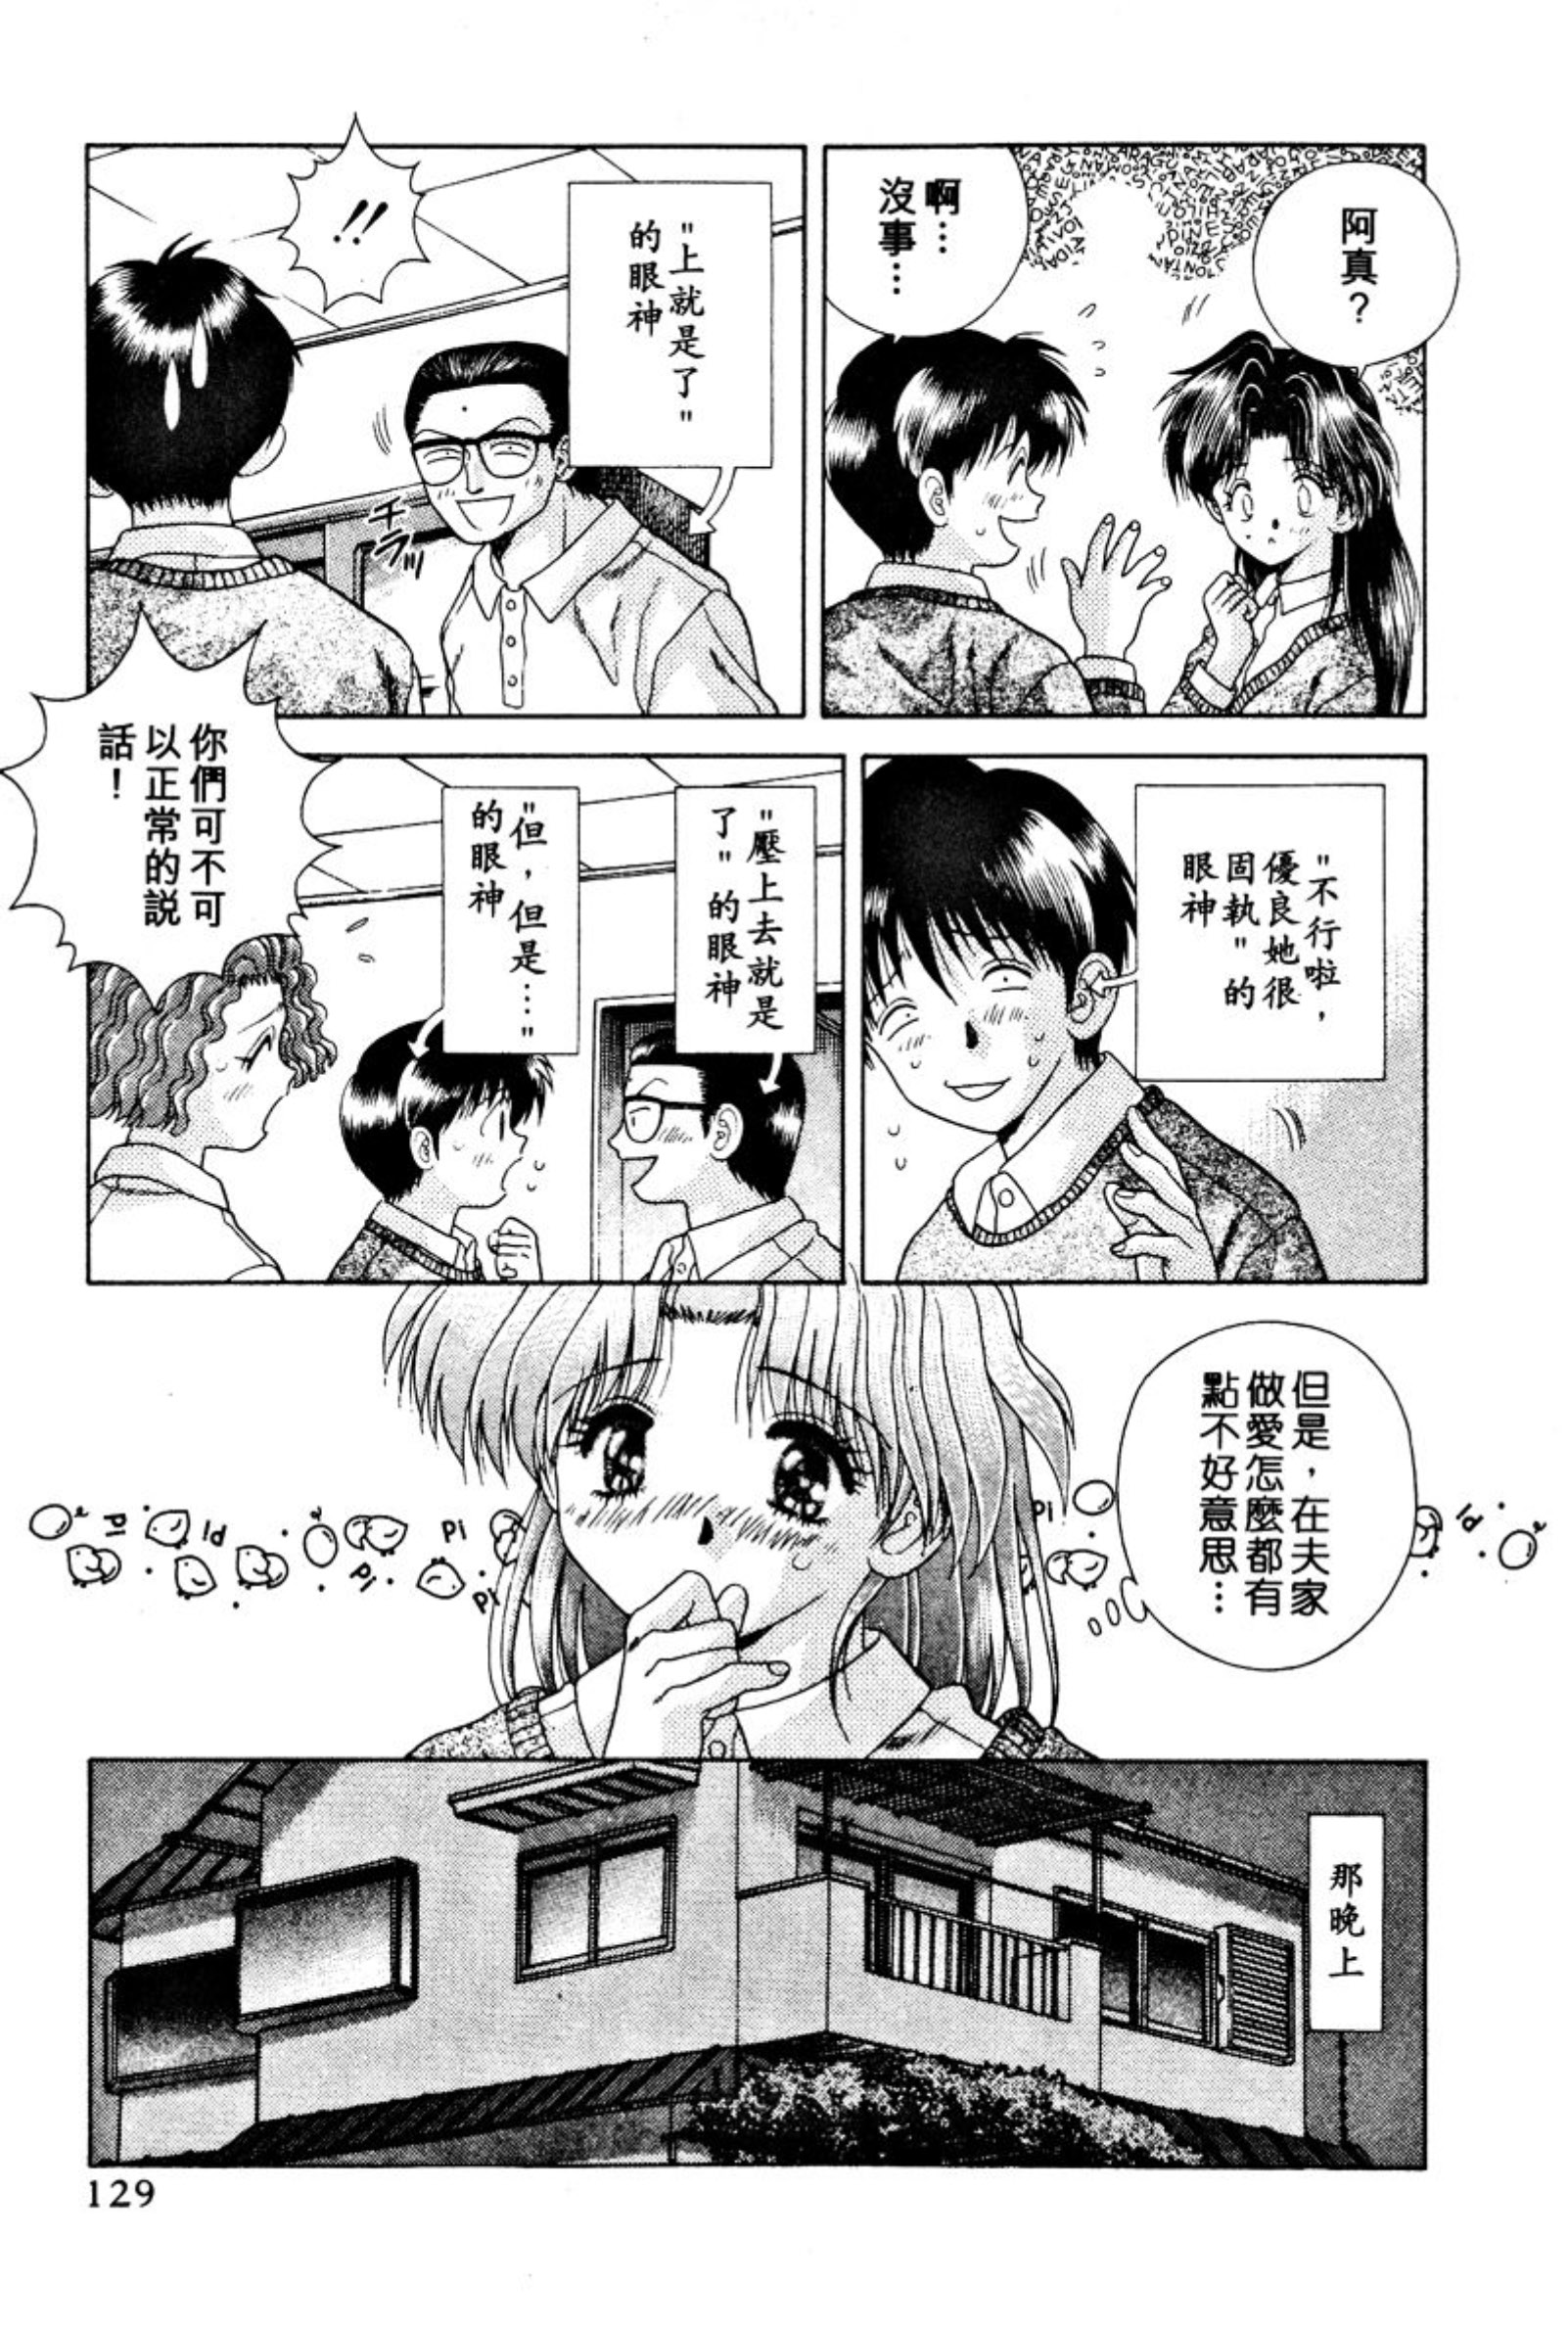 阿真？
啊…
沒事…
"上就是了"
的眼神
!!
チラッ
"不行啦，
優良她很
固執"的
眼神
"壓上去就是
了"的眼神
"但，但是…"
的眼神
你們可不可
以正常的説
話！
但是，在夫家
做愛怎麼都有
點不好意思…
Pi
Pi
Pi
Pi
Pi
Pi
Pi
那晚上
129